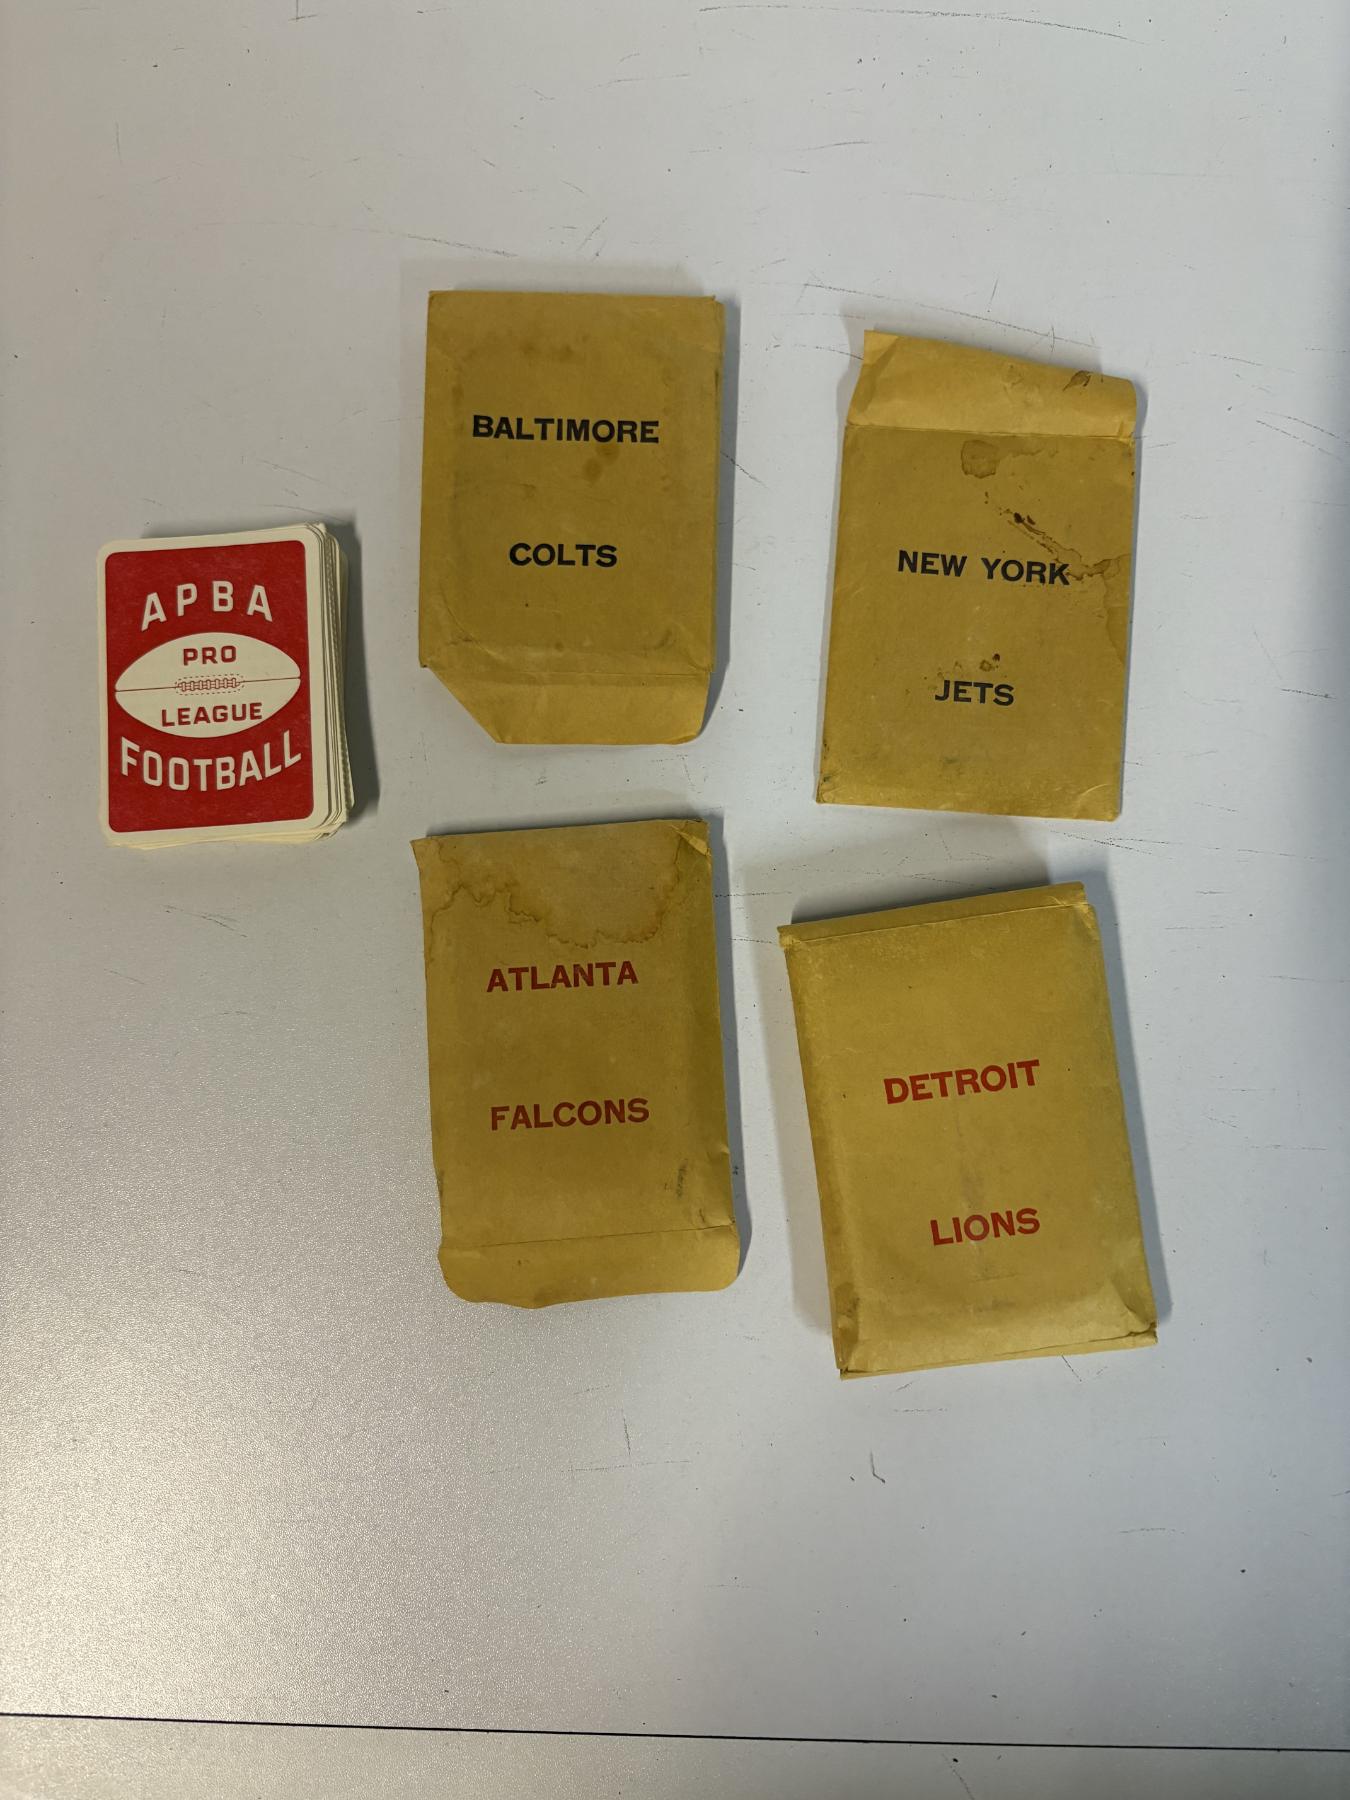 APBA
PRO
LEAGUE
FOOTBALL
BALTIMORE
COLTS
NEW YORK
JETS
ATLANTA
FALCONS
DETROIT
LIONS